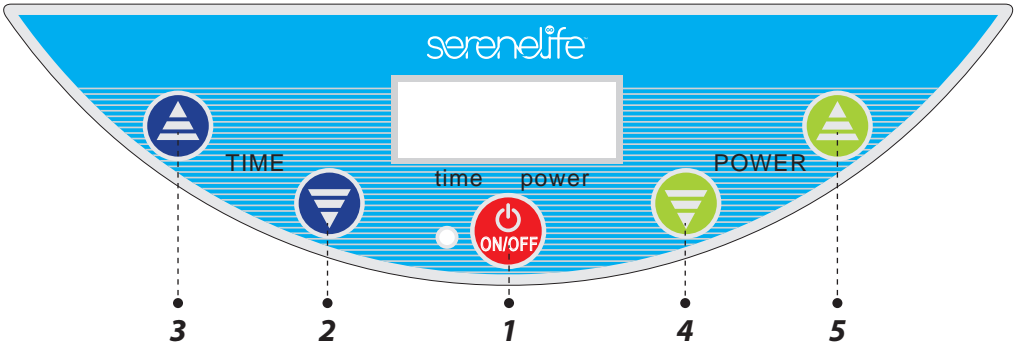 serenelife
TIME
POWER
time power
ON/OFF
3 2 1 4 5